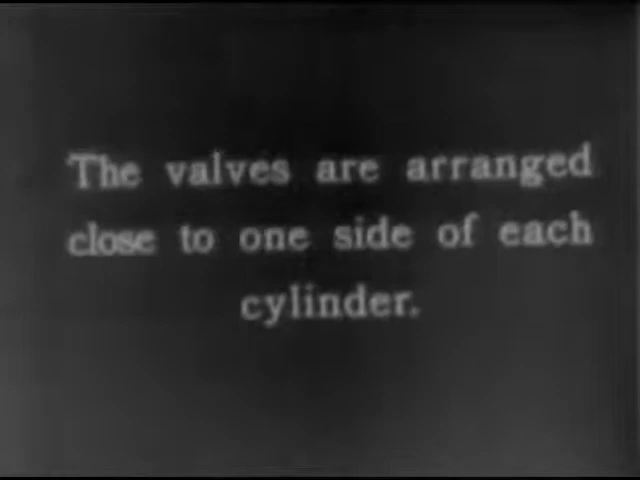 The valves are arranged
close to one side of each
cylinder.